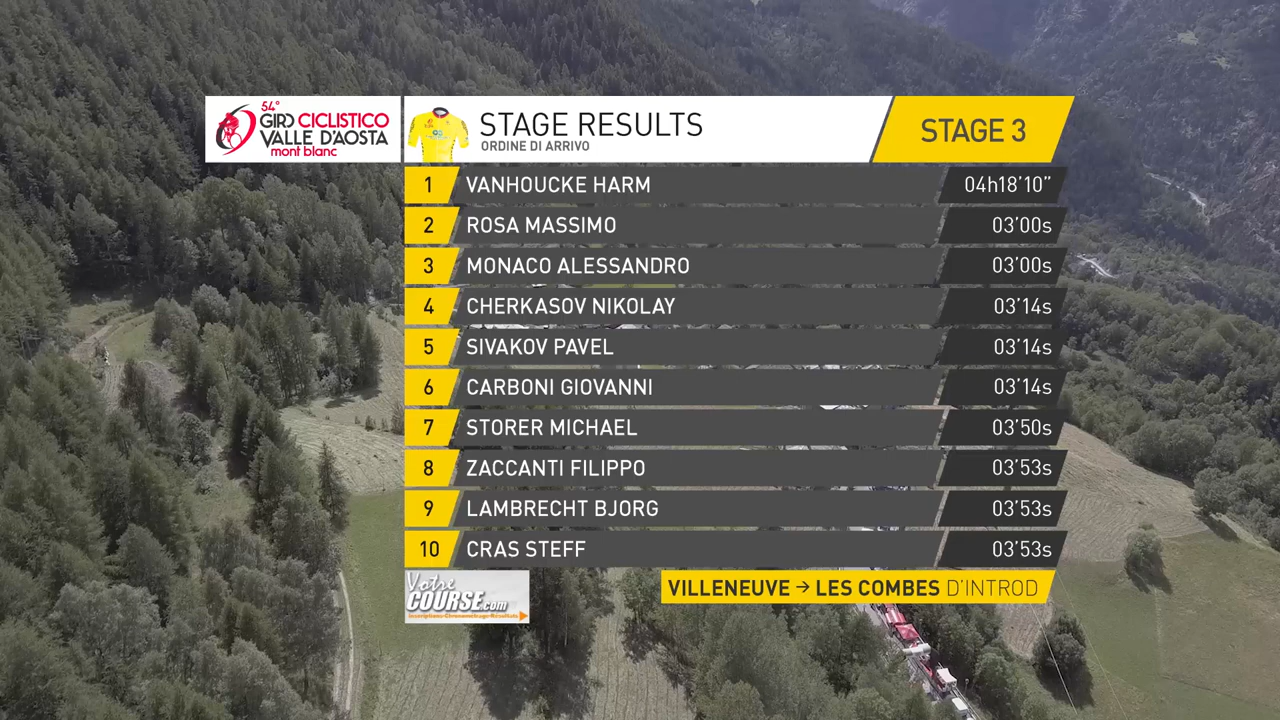 54°
GIRO CICLISTICO
VALLE D'AOSTA
mont blanc
STAGE RESULTS
ORDINE DI ARRIVO
STAGE 3
1 VANHOUCKE HARM 04h18'10”
2 ROSA MASSIMO 03'00s
3 MONACO ALESSANDRO 03'00s
4 CHERKASOV NIKOLAY 03'14s
5 SIVAKOV PAVEL 03'14s
6 CARBONI GIOVANNI 03'14s
7 STORER MICHAEL 03'50s
8 ZACCANTI FILIPPO 03'53s
9 LAMBRECHT BJORG 03'53s
10 CRAS STEFF 03'53s
Votre
COURSE.com
Inscriptions-Chronométrage-Résultats
VILLENEUVE → LES COMBES D'INTROD